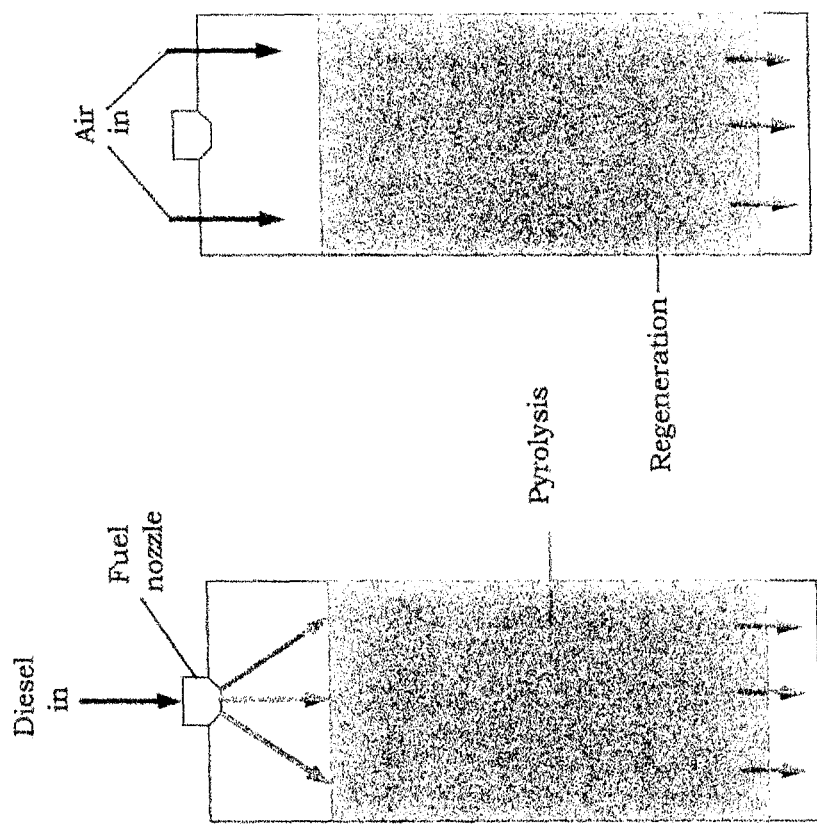 Diesel
in
Fuel
nozzle
Pyrolysis
Air
in
Regeneration